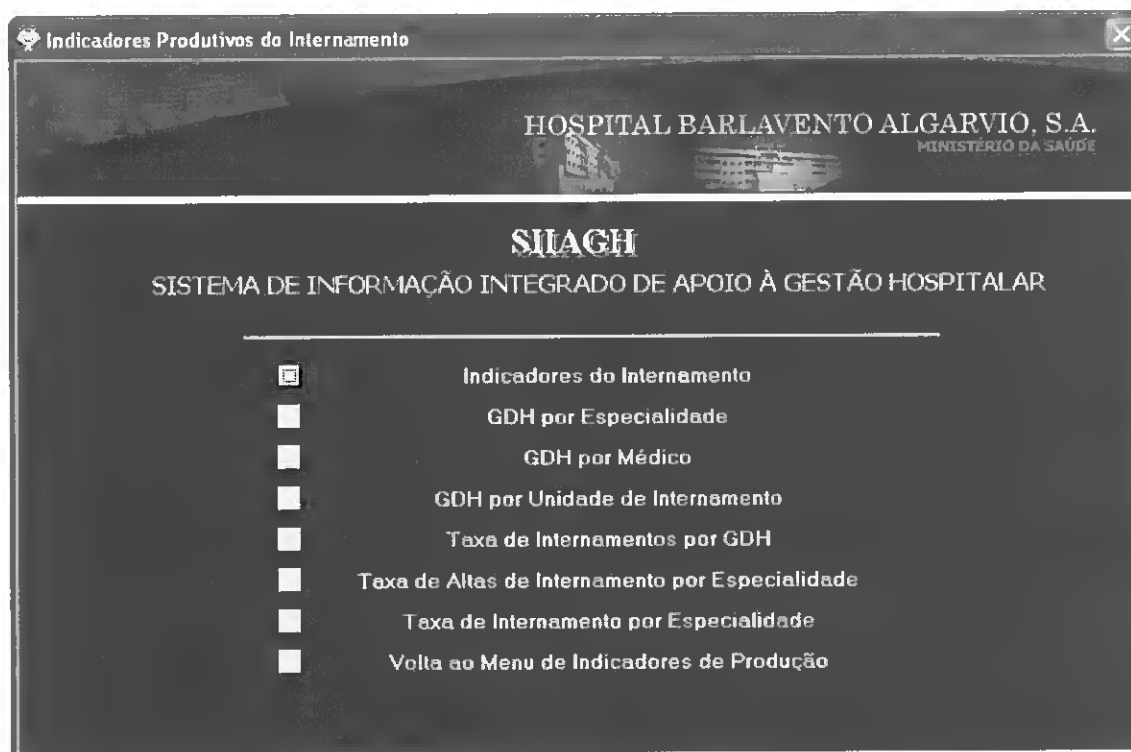 Indicadores Produtivos do Internamento
HOSPITAL BARLAVENTO ALGARVIO, S.A.
MINISTÉRIO DA SAÚDE
SIIAGH
SISTEMA DE INFORMAÇÃO INTEGRADO DE APOIO À GESTÃO HOSPITALAR
Indicadores do Internamento
GDH por Especialidade
GDH por Médico
GDH por Unidade de Internamento
Taxa de Internamentos por GDH
Taxa de Altas de Internamento por Especialidade
Taxa de Internamento por Especialidade
Volta ao Menu de Indicadores de Produção